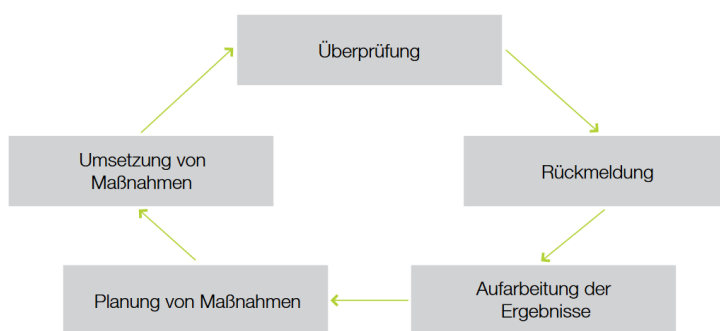 Überprüfung
Rückmeldung
Aufarbeitung der
Ergebnisse
Planung von Maßnahmen
Umsetzung von
Maßnahmen